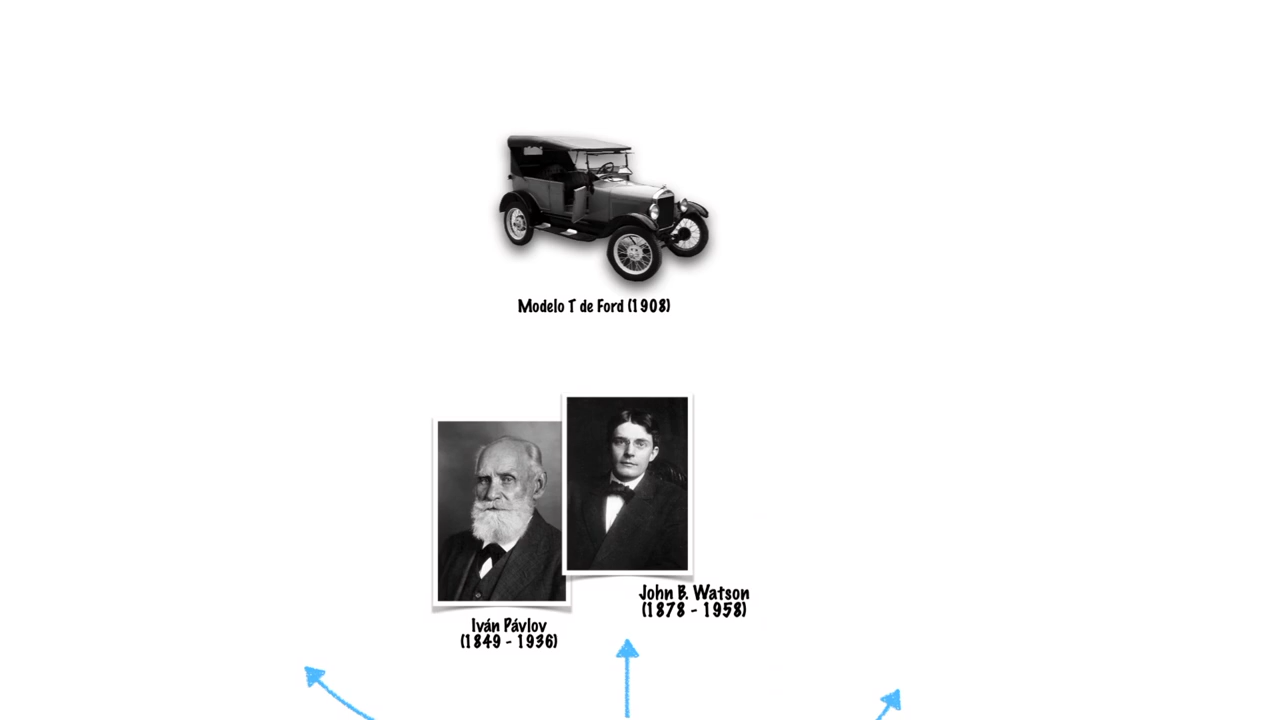 Modelo T de Ford (1908)
John B. Watson
(1878 - 1958)
Iván Pávlov
(1849 - 1936)